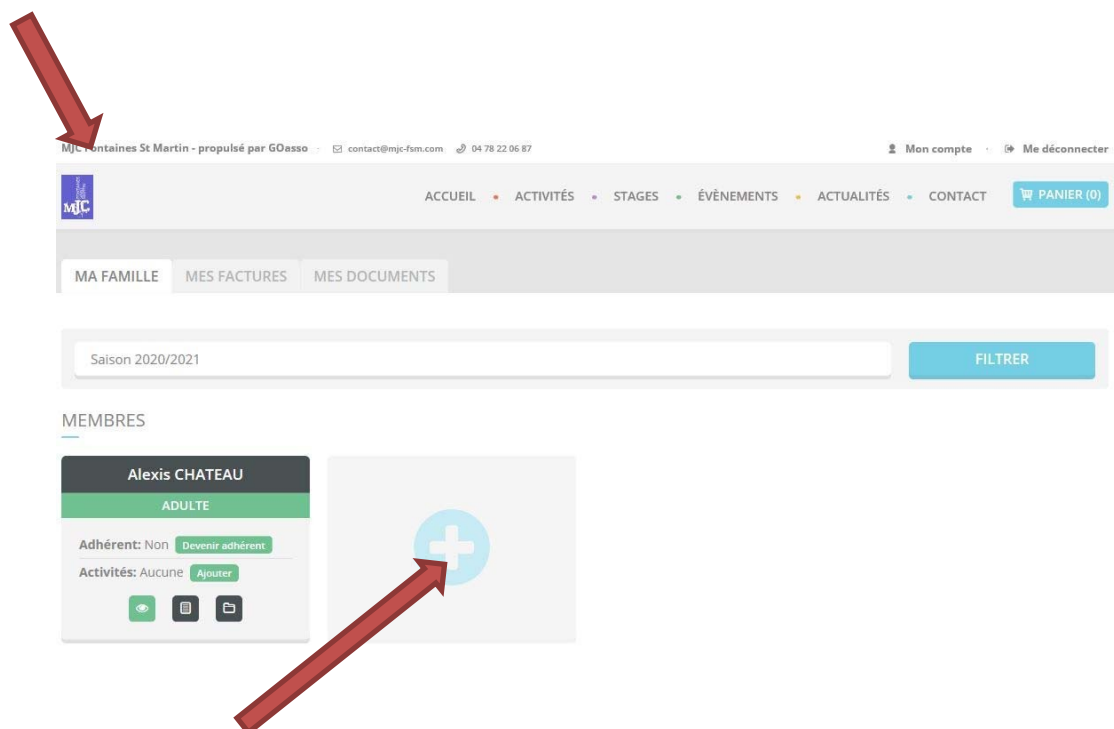 MJC Fontaines St Martin - propulsé par GOasso · contact@mjc-fsm.com 04 78 22 06 87 Mon compte · Me déconnecter
MJC ACCUEIL • ACTIVITÉS • STAGES • ÉVÈNEMENTS • ACTUALITÉS • CONTACT PANIER (0)
MA FAMILLE MES FACTURES MES DOCUMENTS
Saison 2020/2021 FILTRER
MEMBRES
Alexis CHATEAU
ADULTE
Adhérent: Non Devenir adhérent
Activités: Aucune Ajouter